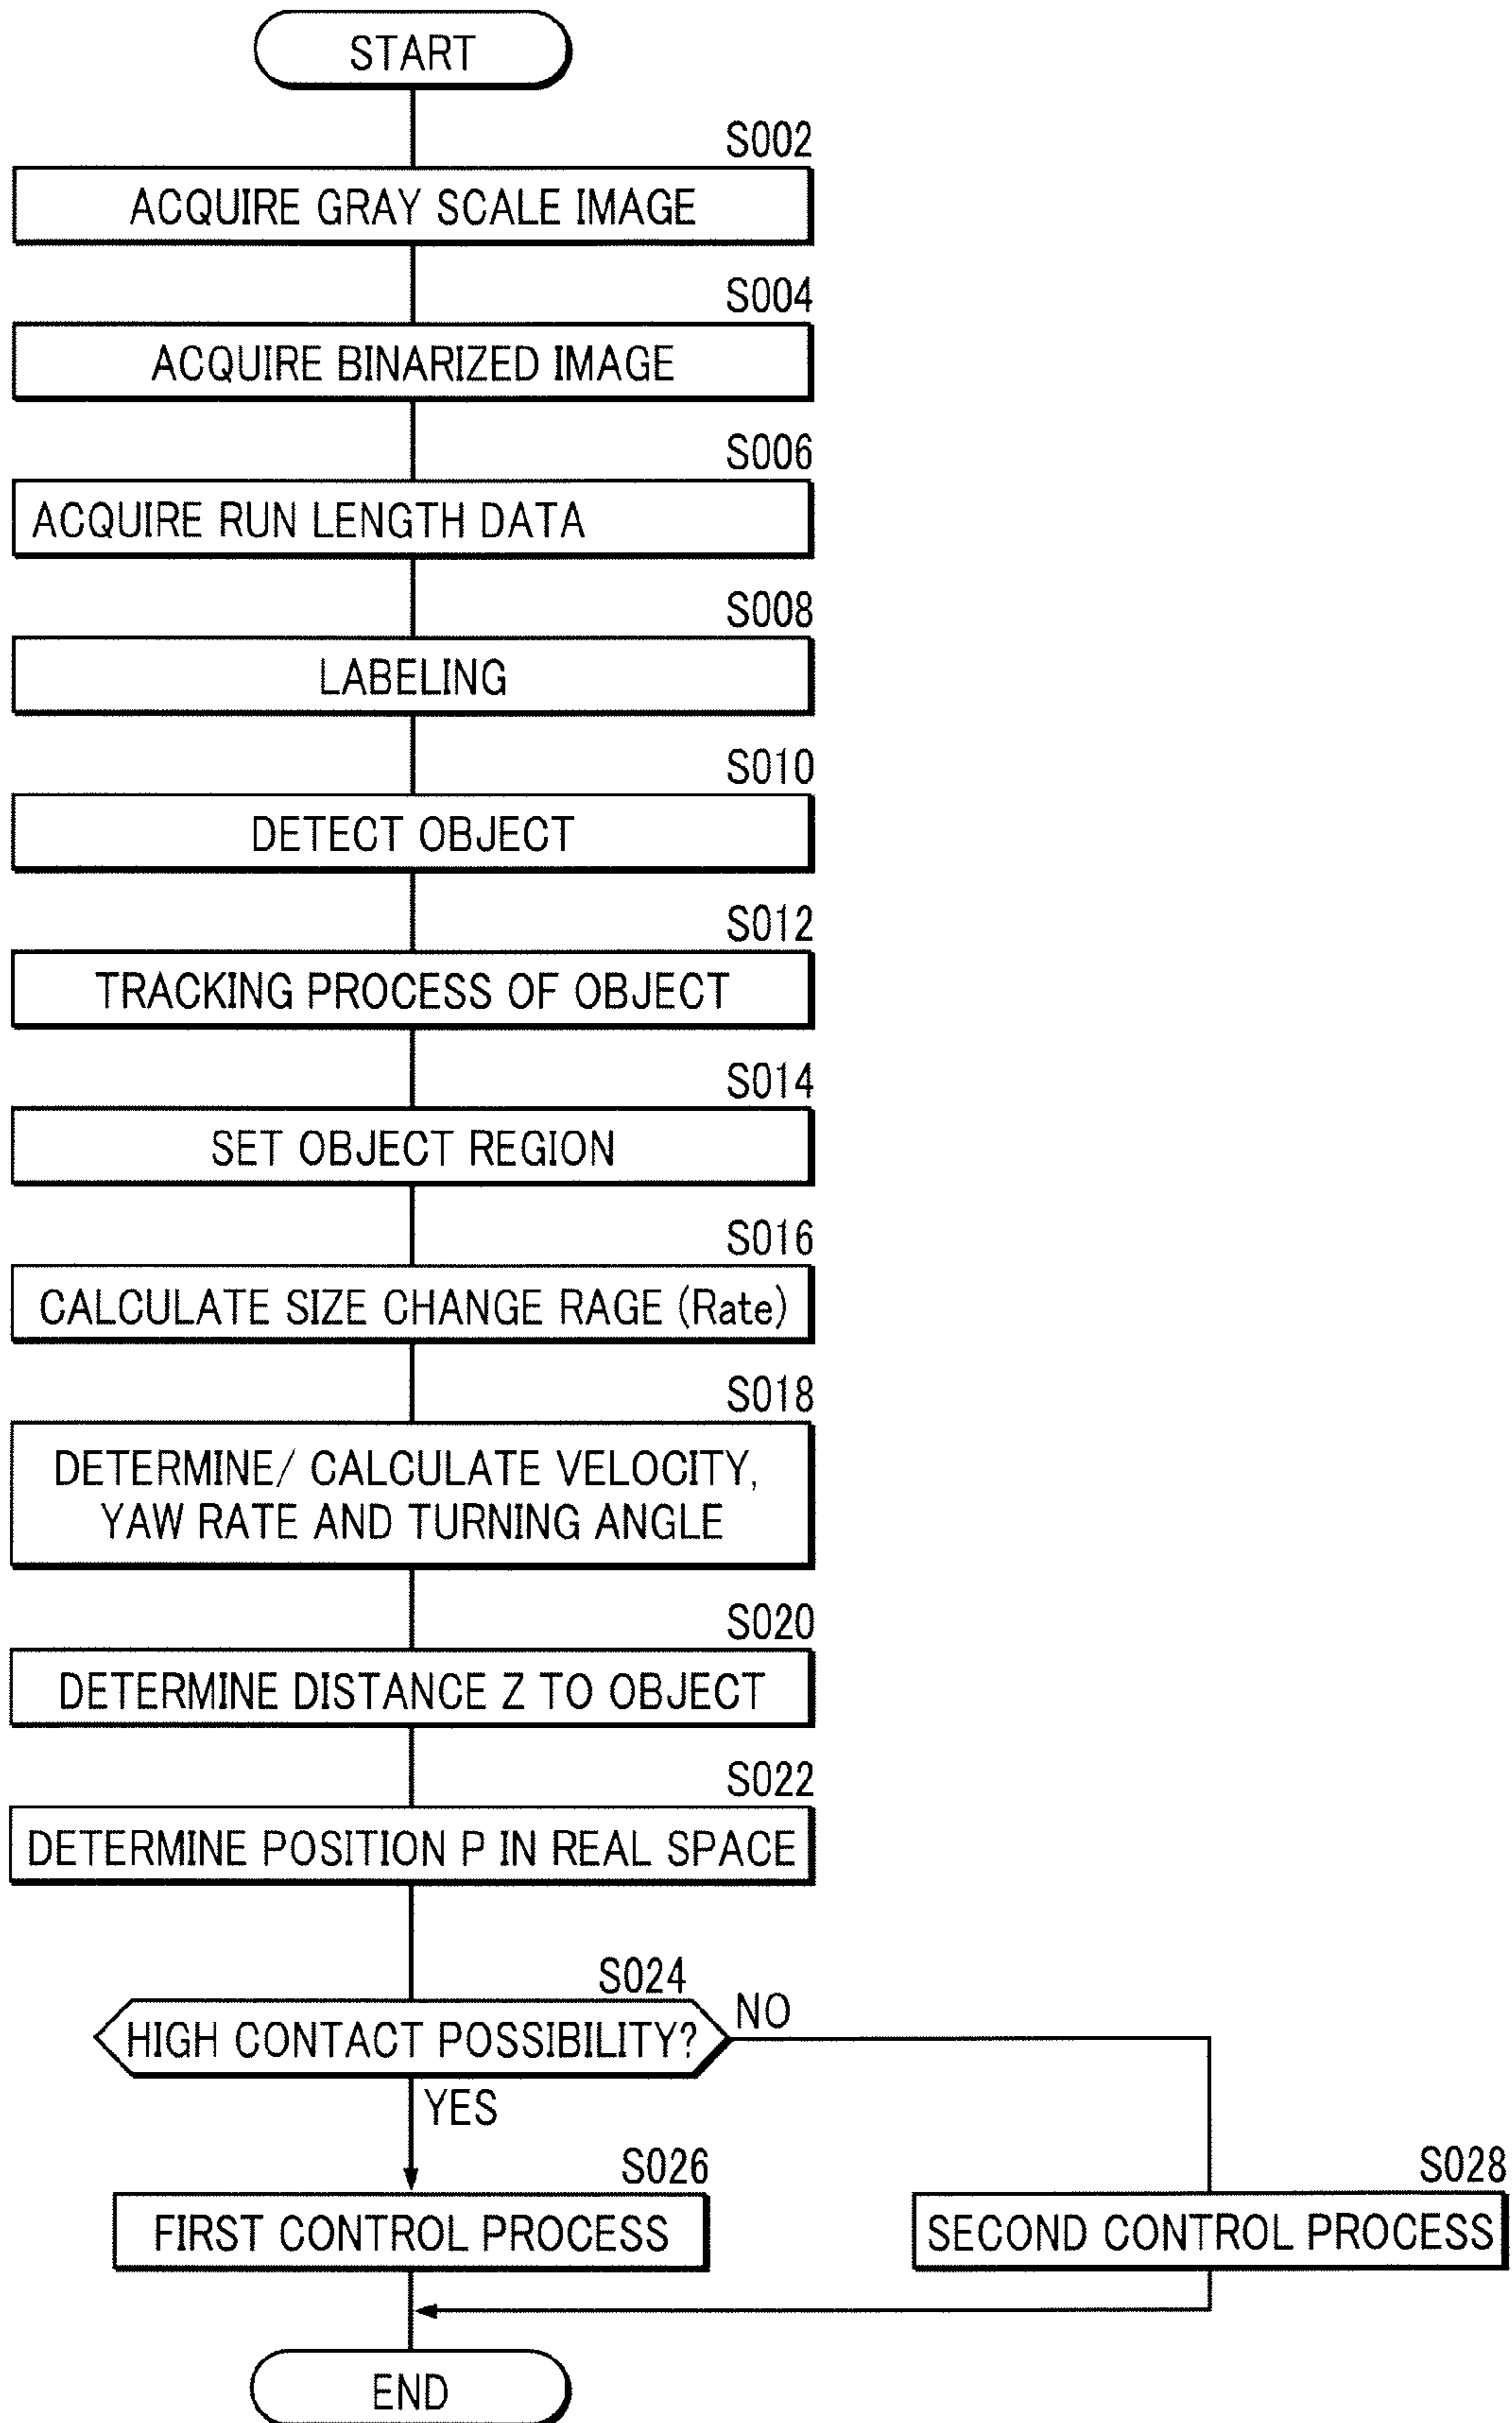 START
S002
ACQUIRE GRAY SCALE IMAGE
S004
ACQUIRE BINARIZED IMAGE
S006
ACQUIRE RUN LENGTH DATA
S008
LABELING
S010
DETECT OBJECT
S012
TRACKING PROCESS OF OBJECT
S014
SET OBJECT REGION
S016
CALCULATE SIZE CHANGE RAGE (Rate)
S018
DETERMINE/ CALCULATE VELOCITY,
YAW RATE AND TURNING ANGLE
S020
DETERMINE DISTANCE Z TO OBJECT
S022
DETERMINE POSITION P IN REAL SPACE
S024
HIGH CONTACT POSSIBILITY?
NO
YES
S026
FIRST CONTROL PROCESS
S028
SECOND CONTROL PROCESS
END